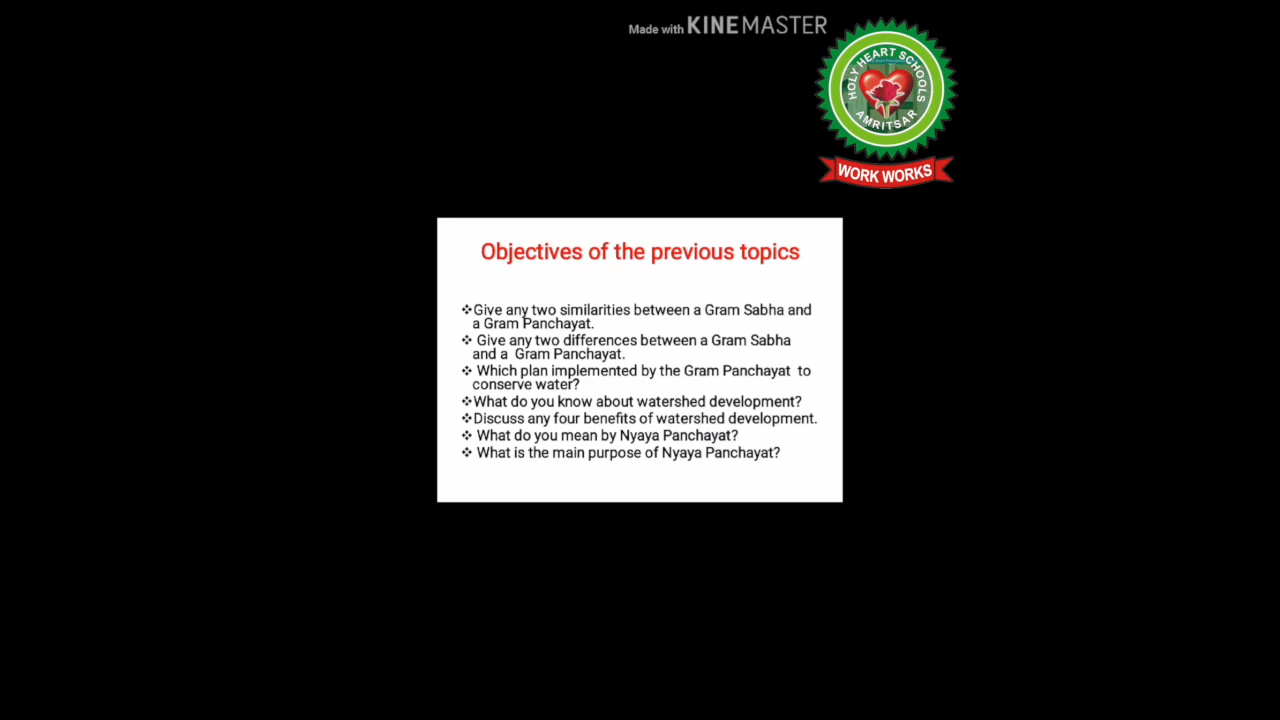 Made with KINEMASTER
HOLY HEART SCHOOLS
AMRITSAR
WORK WORKS
Objectives of the previous topics
❖Give any two similarities between a Gram Sabha and
a Gram Panchayat.
❖ Give any two differences between a Gram Sabha
and a Gram Panchayat.
❖ Which plan implemented by the Gram Panchayat to
conserve water?
❖What do you know about watershed development?
❖Discuss any four benefits of watershed development.
❖ What do you mean by Nyaya Panchayat?
❖ What is the main purpose of Nyaya Panchayat?